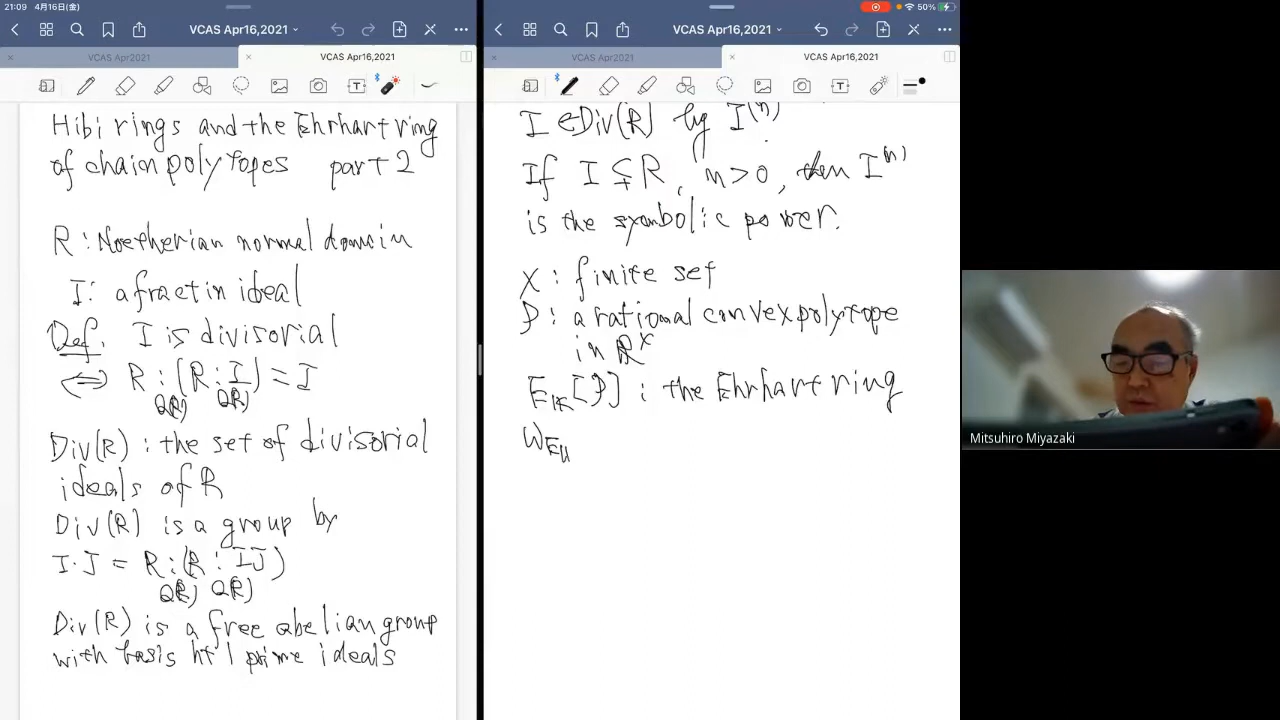 21:09 4月16日(金)
VCAS Apr16,2021
VCAS Apr2021
VCAS Apr16,2021
Hibi rings and the Ehrhart ring
of chain polytopes part 2
R : Noetherian normal domain
I : a fractin ideal
Def. I is divisorial
⇔ R : (R : I) = I
Q(R) Q(R)
Div(R) : the set of divisorial
ideals of R
Div(R) is a group by
I·J = R : (R : IJ)
Q(R) Q(R)
Div(R) is a free abelian group
with basis ht 1 prime ideals
50%
VCAS Apr16,2021
VCAS Apr2021
VCAS Apr16,2021
I ∈ Div(R) by I^(n)
If I ⊊ R, n > 0, then I^(n)
is the symbolic power.
X : finite set
P : a rational convex polytope
in ℝ^X
E_𝕂[P] : the Ehrhart ring
Mitsuhiro Miyazaki